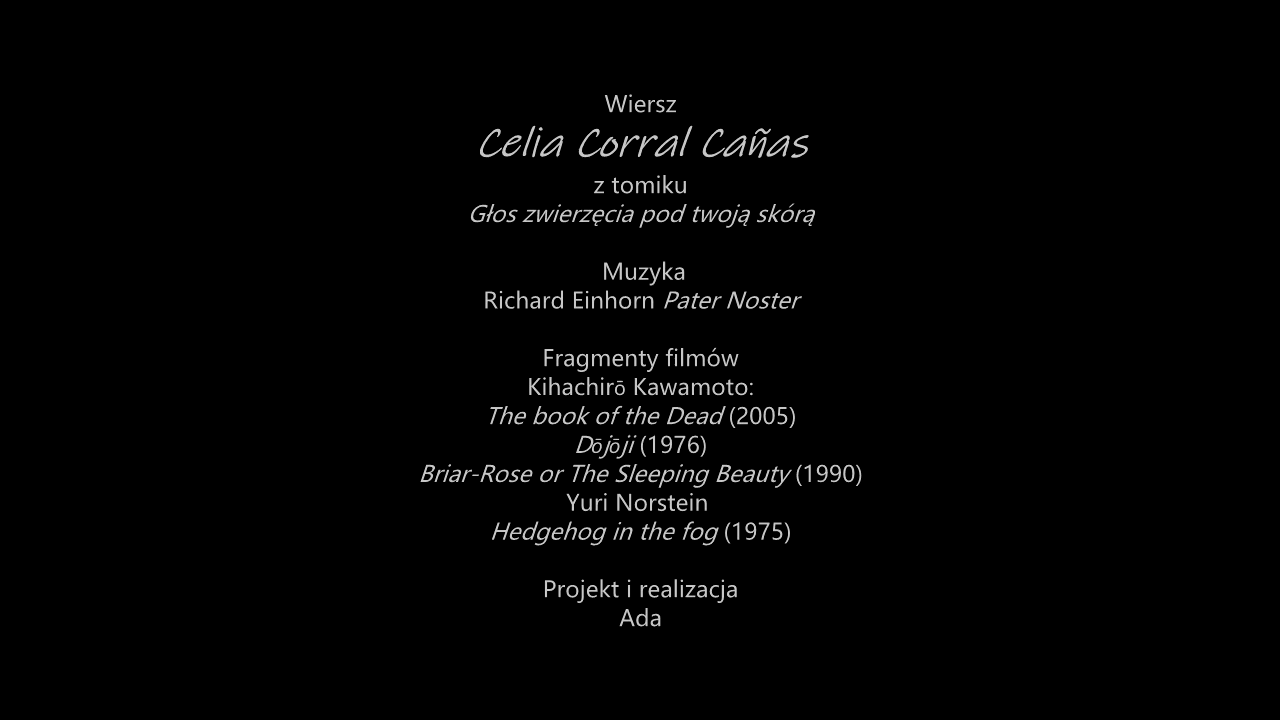 Wiersz
Celia Corral Cañas
z tomiku
Głos zwierzęcia pod twoją skórą
Muzyka
Richard Einhorn Pater Noster
Fragmenty filmów
Kihachirō Kawamoto:
The book of the Dead (2005)
Dōjōji (1976)
Briar-Rose or The Sleeping Beauty (1990)
Yuri Norstein
Hedgehog in the fog (1975)
Projekt i realizacja
Ada